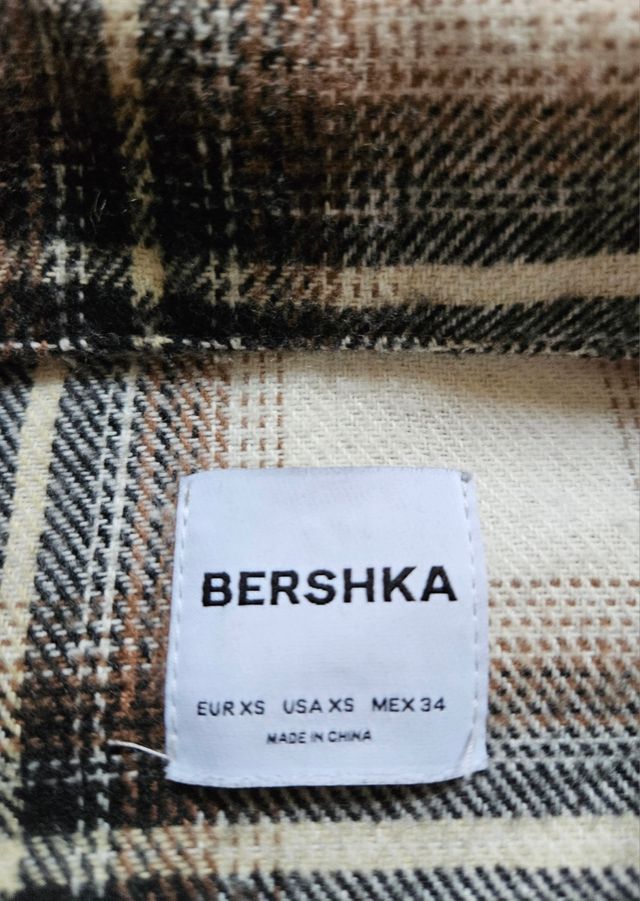 BERSHKA
EUR XS USA XS MEX 34
MADE IN CHINA